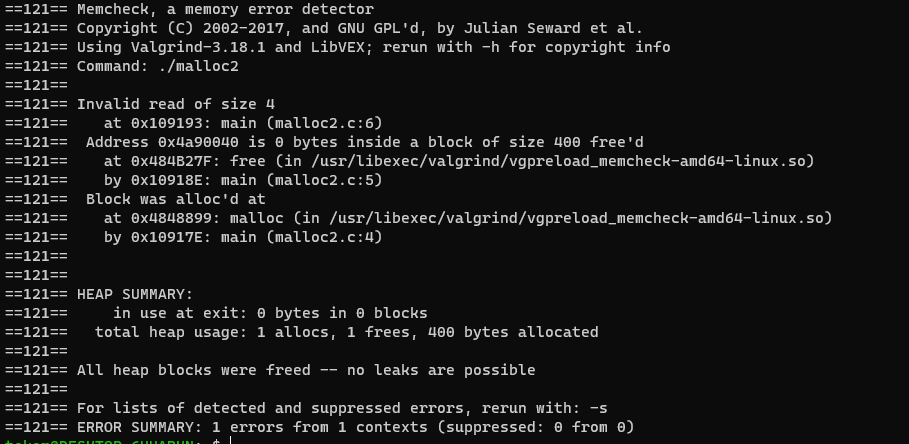 ==121== Memcheck, a memory error detector
==121== Copyright (C) 2002-2017, and GNU GPL'd, by Julian Seward et al.
==121== Using Valgrind-3.18.1 and LibVEX; rerun with -h for copyright info
==121== Command: ./malloc2
==121==
==121== Invalid read of size 4
==121==    at 0x109193: main (malloc2.c:6)
==121==  Address 0x4a90040 is 0 bytes inside a block of size 400 free'd
==121==    at 0x484B27F: free (in /usr/libexec/valgrind/vgpreload_memcheck-amd64-linux.so)
==121==    by 0x10918E: main (malloc2.c:5)
==121==  Block was alloc'd at
==121==    at 0x4848899: malloc (in /usr/libexec/valgrind/vgpreload_memcheck-amd64-linux.so)
==121==    by 0x10917E: main (malloc2.c:4)
==121==
==121==
==121== HEAP SUMMARY:
==121==     in use at exit: 0 bytes in 0 blocks
==121==   total heap usage: 1 allocs, 1 frees, 400 bytes allocated
==121==
==121== All heap blocks were freed -- no leaks are possible
==121==
==121== For lists of detected and suppressed errors, rerun with: -s
==121== ERROR SUMMARY: 1 errors from 1 contexts (suppressed: 0 from 0)